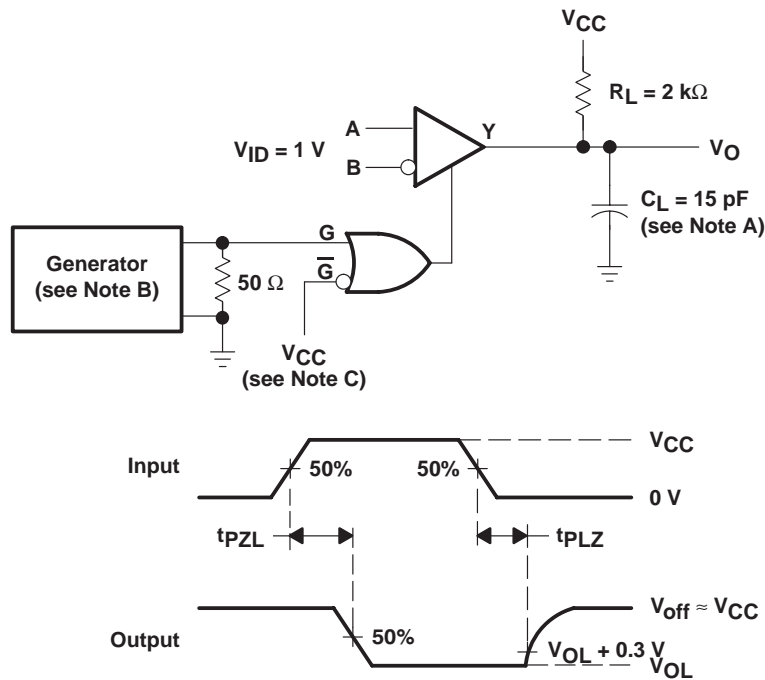 VCC
RL = 2 kΩ
A
Y
VID = 1 V
B
VO
CL = 15 pF
(see Note A)
G
G̅
Generator
(see Note B)
50 Ω
VCC
(see Note C)
Input
50%
50%
VCC
0 V
tPZL
tPLZ
Output
50%
Voff ≈ VCC
VOL + 0.3 V
VOL